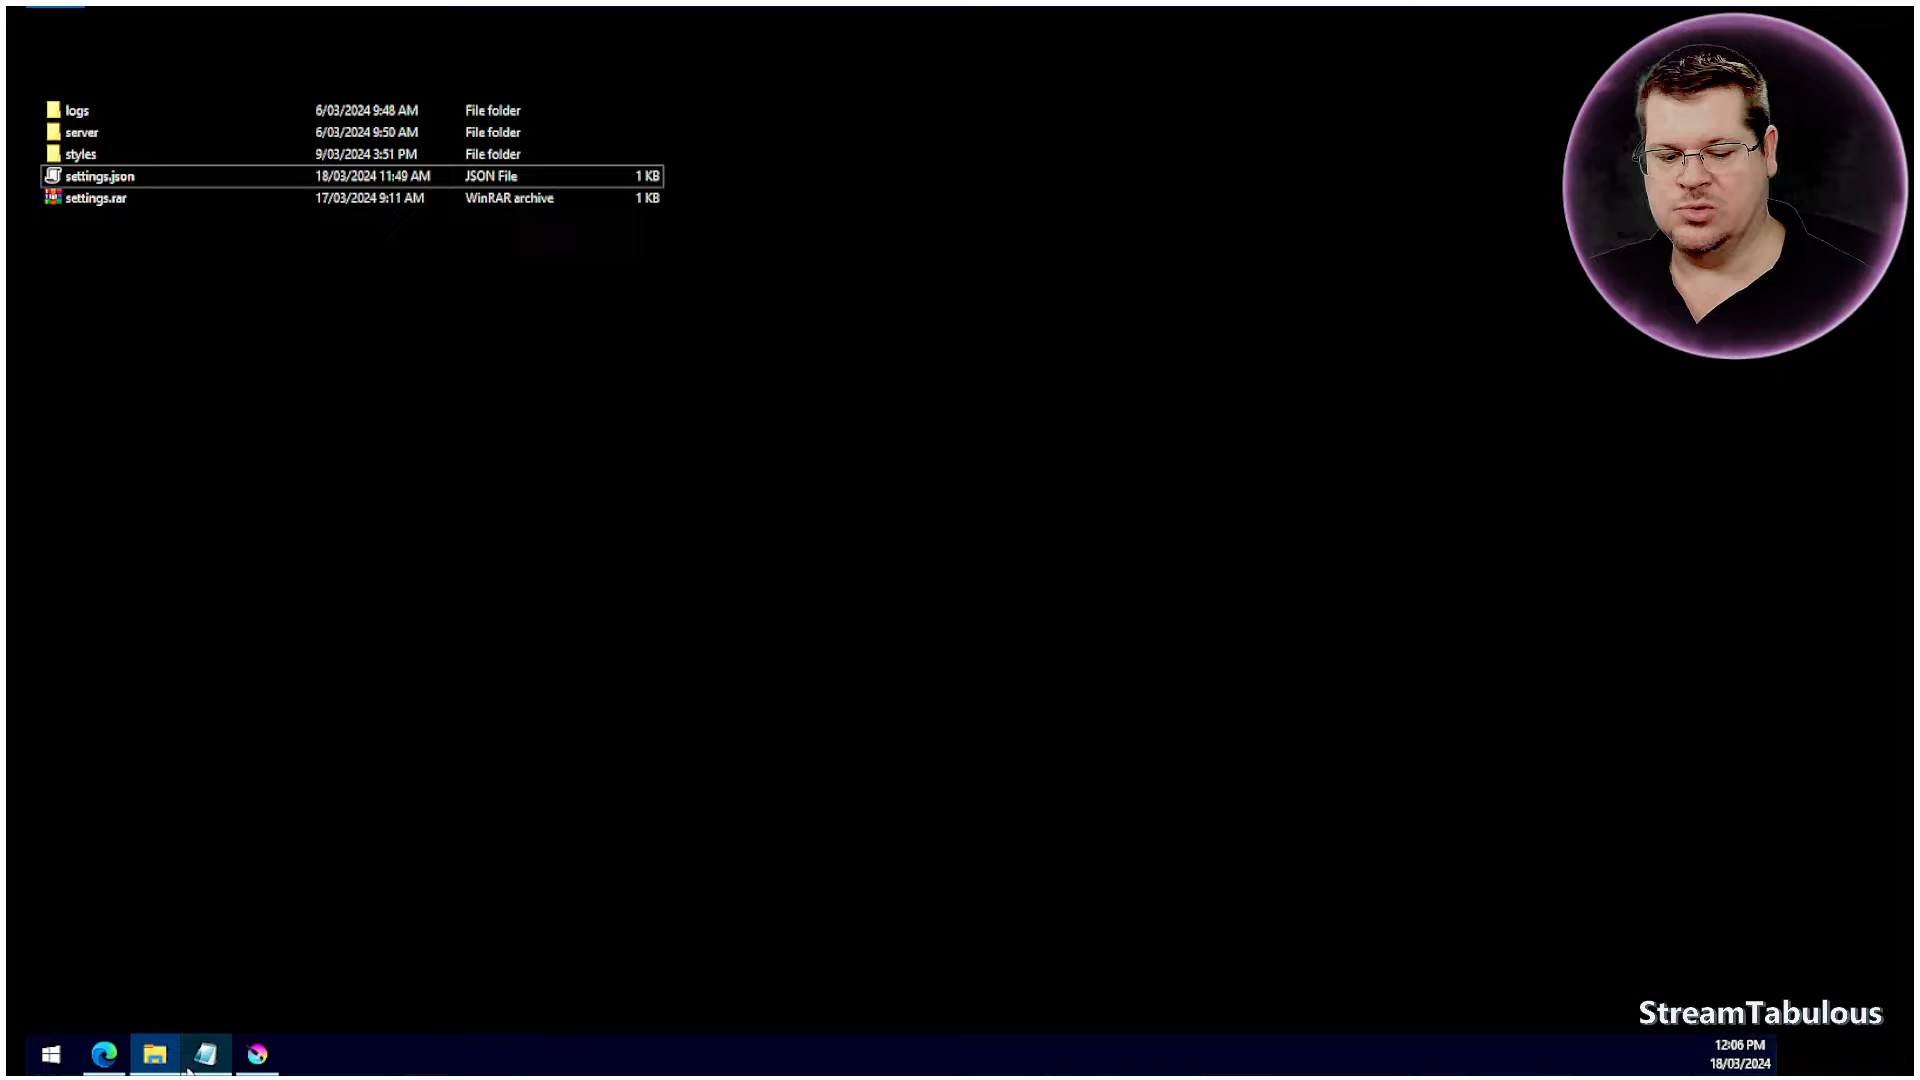 logs 6/03/2024 9:48 AM File folder
server 6/03/2024 9:50 AM File folder
styles 9/03/2024 3:51 PM File folder
settings.json 18/03/2024 11:49 AM JSON File 1 KB
settings.rar 17/03/2024 9:11 AM WinRAR archive 1 KB
StreamTabulous
12:06 PM
18/03/2024